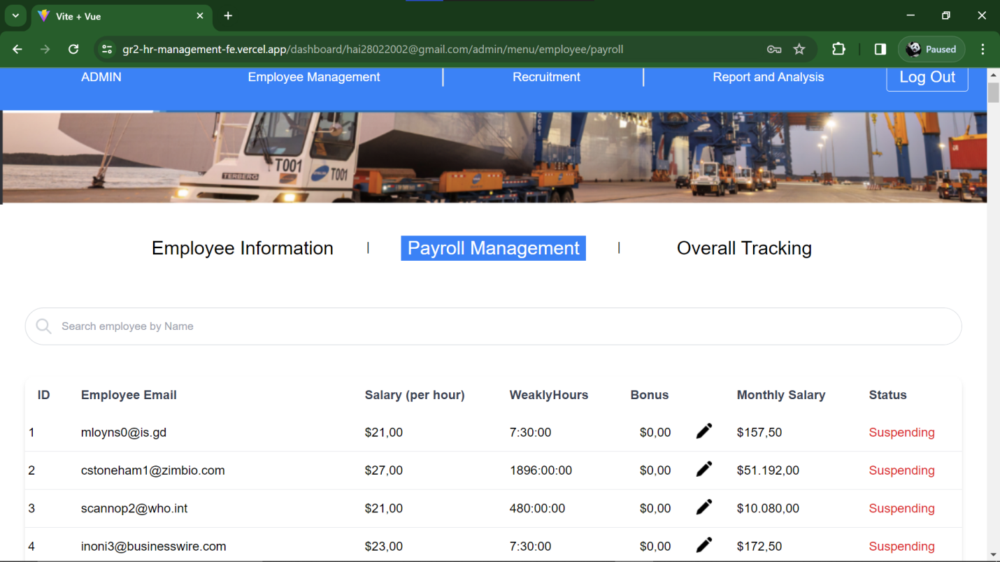 Vite + Vue
gr2-hr-management-fe.vercel.app/dashboard/hai28022002@gmail.com/admin/menu/employee/payroll
Paused
ADMIN Employee Management Recruitment Report and Analysis Log Out
TERBERG T001 T001
Employee Information | Payroll Management | Overall Tracking
Search employee by Name
ID Employee Email Salary (per hour) WeaklyHours Bonus Monthly Salary Status
1 mloyns0@is.gd $21,00 7:30:00 $0,00 $157,50 Suspending
2 cstoneham1@zimbio.com $27,00 1896:00:00 $0,00 $51.192,00 Suspending
3 scannop2@who.int $21,00 480:00:00 $0,00 $10.080,00 Suspending
4 inoni3@businesswire.com $23,00 7:30:00 $0,00 $172,50 Suspending